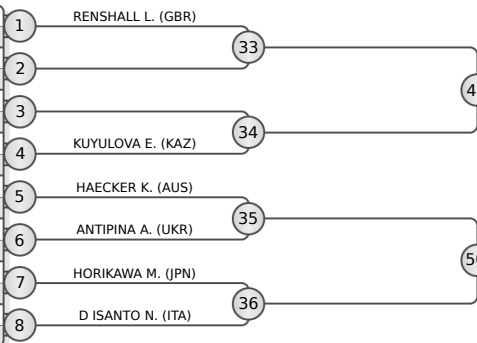 1 RENSHALL L. (GBR)
33
2
4
3
34
4 KUYULOVA E. (KAZ)
5 HAECKER K. (AUS)
35
6 ANTIPINA A. (UKR)
7 HORIKAWA M. (JPN)
36
8 D ISANTO N. (ITA)